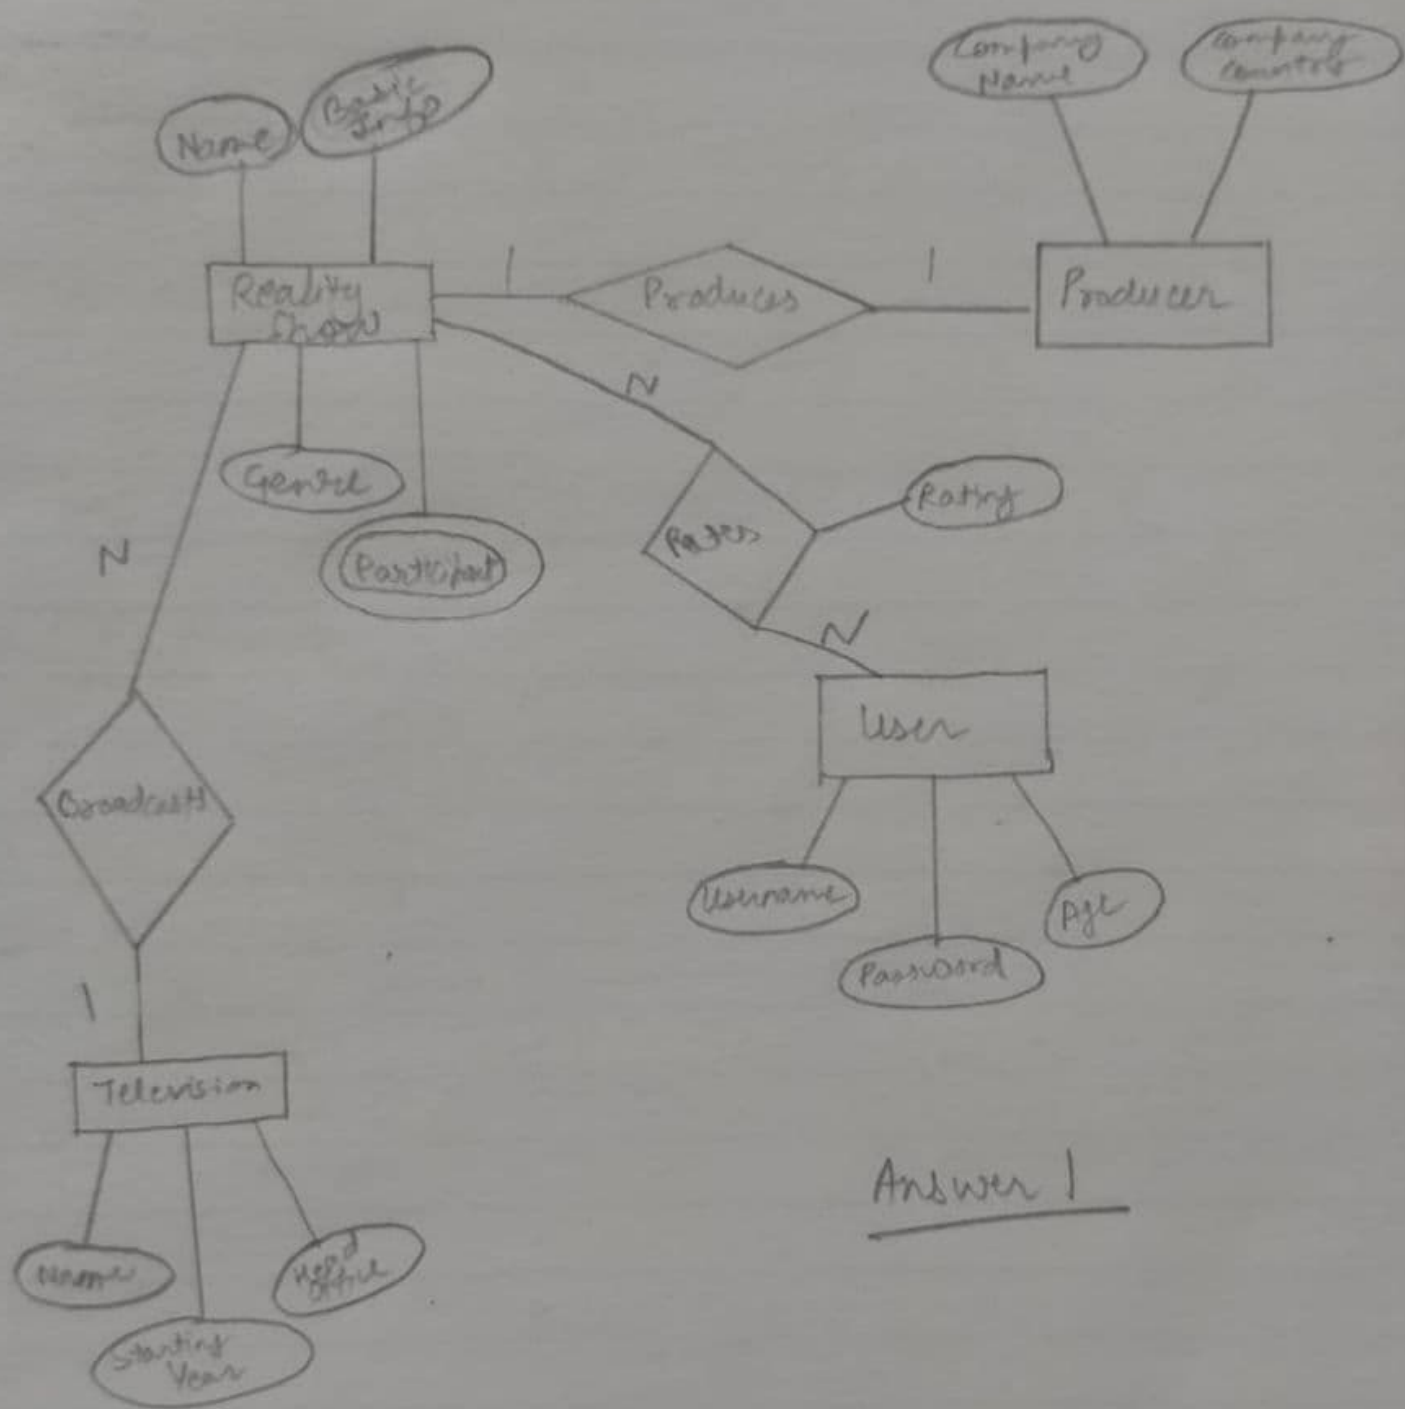 Company
Name
Company
Country
Basic
Info
Name
Reality
Show
1
Produces
1
Producer
N
Genre
Rating
Rates
Participant
N
N
User
Broadcasts
Username
Age
Password
1
Television
Answer 1
Name
Head
Office
Starting
Year